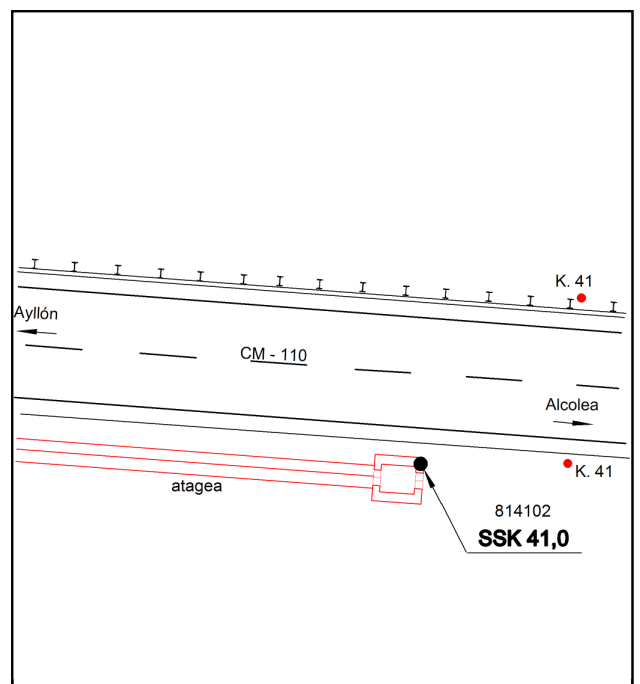 K. 41
Ayllón
CM - 110
Alcolea
K. 41
atagea
814102
SSK 41,0